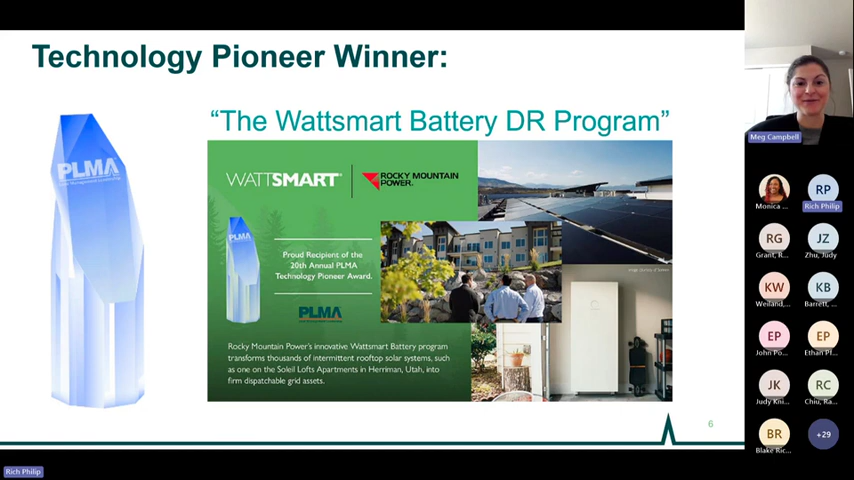 Technology Pioneer Winner:
“The Wattsmart Battery DR Program”
PLMA
WATTSMART
ROCKY MOUNTAIN
POWER.
PLMA
Proud Recipient of the
20th Annual PLMA
Technology Pioneer Award.
PLMA
Rocky Mountain Power's innovative Wattsmart Battery program
transforms thousands of intermittent rooftop solar systems, such
as one on the Soleil Lofts Apartments in Herriman, Utah, into
firm dispatchable grid assets.
6
Rich Philip
Meg Campbell
RP
Monica ...
Rich Philip
RG
JZ
Grant, R...
Zhu, Judy
KW
KB
Weiland,...
Barrett, ...
EP
EP
John Po...
Ethan Pl...
JK
RC
Judy Kni...
Chiu, Ra...
BR
+29
Blake Ric...